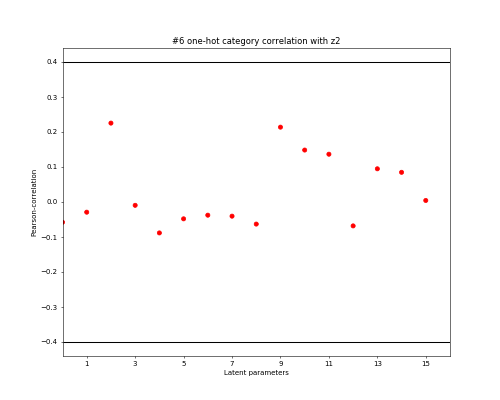 #6 one-hot category correlation with z2
0.4
0.3
0.2
0.1
0.0
−0.1
−0.2
−0.3
−0.4
Pearson-correlation
1 3 5 7 9 11 13 15
Latent parameters